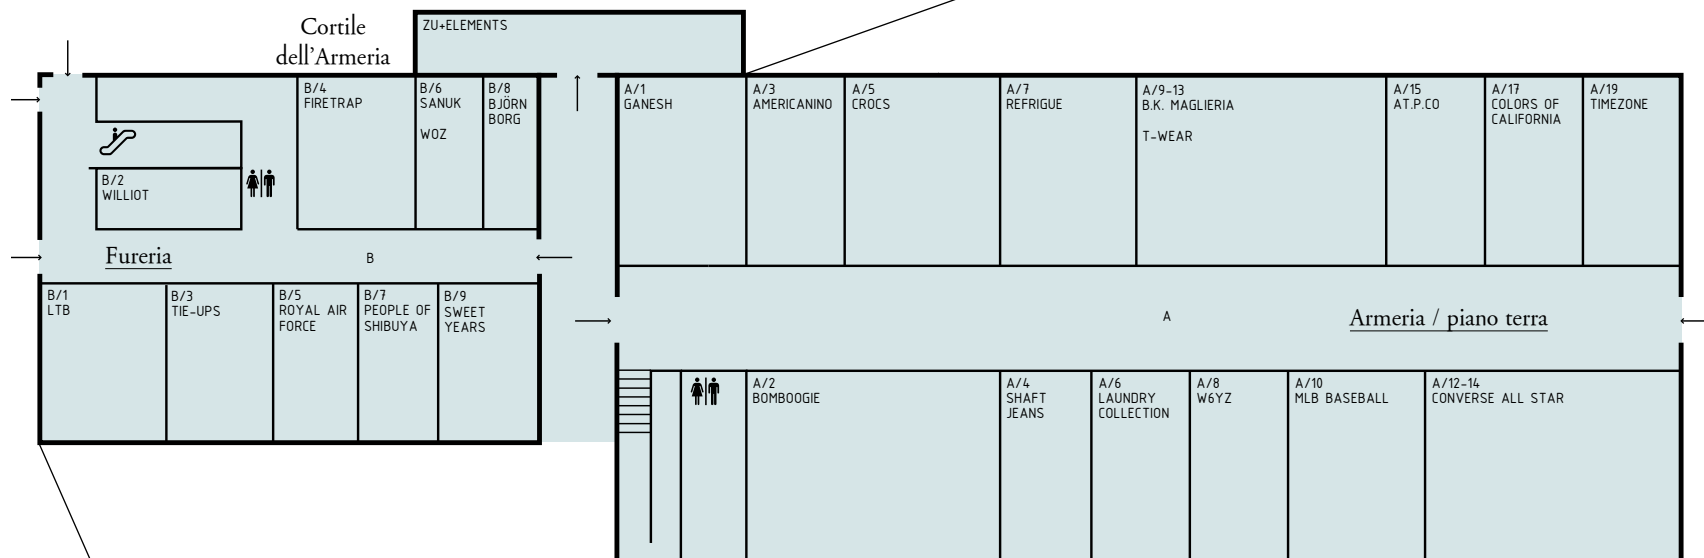 Cortile
dell'Armeria
ZU+ELEMENTS
B/4
FIRETRAP
B/6
SANUK
WOZ
B/8
BJÖRN
BORG
B/2
WILLIOT
Fureria
B
B/1
LTB
B/3
TIE-UPS
B/5
ROYAL AIR
FORCE
B/7
PEOPLE OF
SHIBUYA
B/9
SWEET
YEARS
A/1
GANESH
A/3
AMERICANINO
A/5
CROCS
A/7
REFRIGUE
A/9-13
B.K. MAGLIERIA
T-WEAR
A/15
AT.P.CO
A/17
COLORS OF
CALIFORNIA
A/19
TIMEZONE
A
Armeria / piano terra
A/2
BOMBOOGIE
A/4
SHAFT
JEANS
A/6
LAUNDRY
COLLECTION
A/8
W6YZ
A/10
MLB BASEBALL
A/12-14
CONVERSE ALL STAR